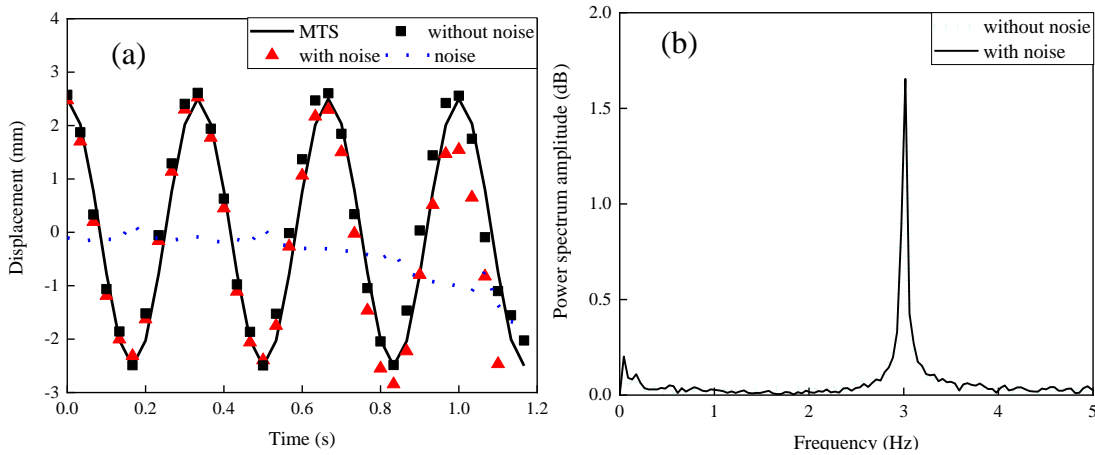 (a)
MTS
without noise
with noise
noise
Displacement (mm)
4
3
2
1
0
-1
-2
-3
0.0
0.2
0.4
0.6
0.8
1.0
1.2
Time (s)
(b)
without nosie
with noise
Power spectrum amplitude (dB)
2.0
1.5
1.0
0.5
0.0
0
1
2
3
4
5
Frequency (Hz)